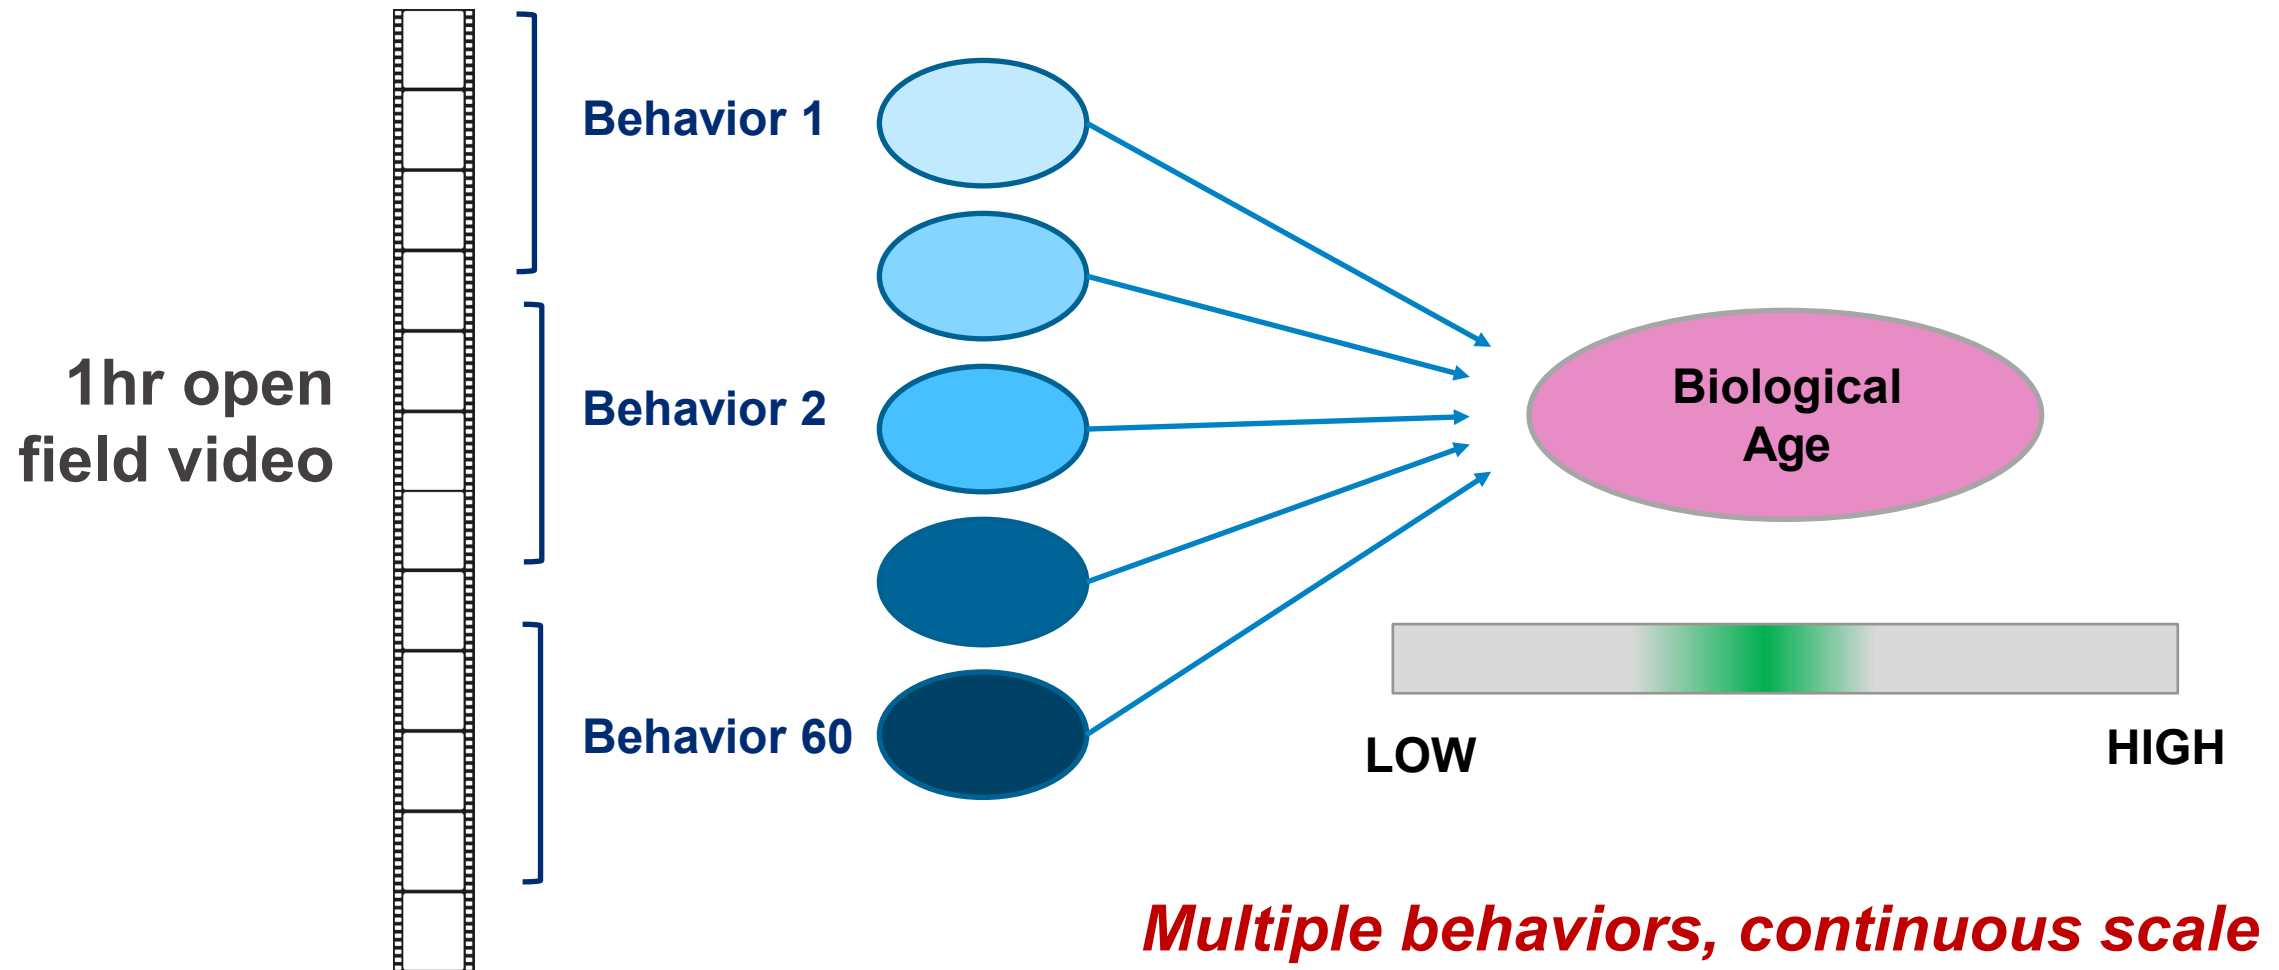 1hr open
field video
Behavior 1
Behavior 2
Behavior 60
Biological
Age
LOW
HIGH
Multiple behaviors, continuous scale